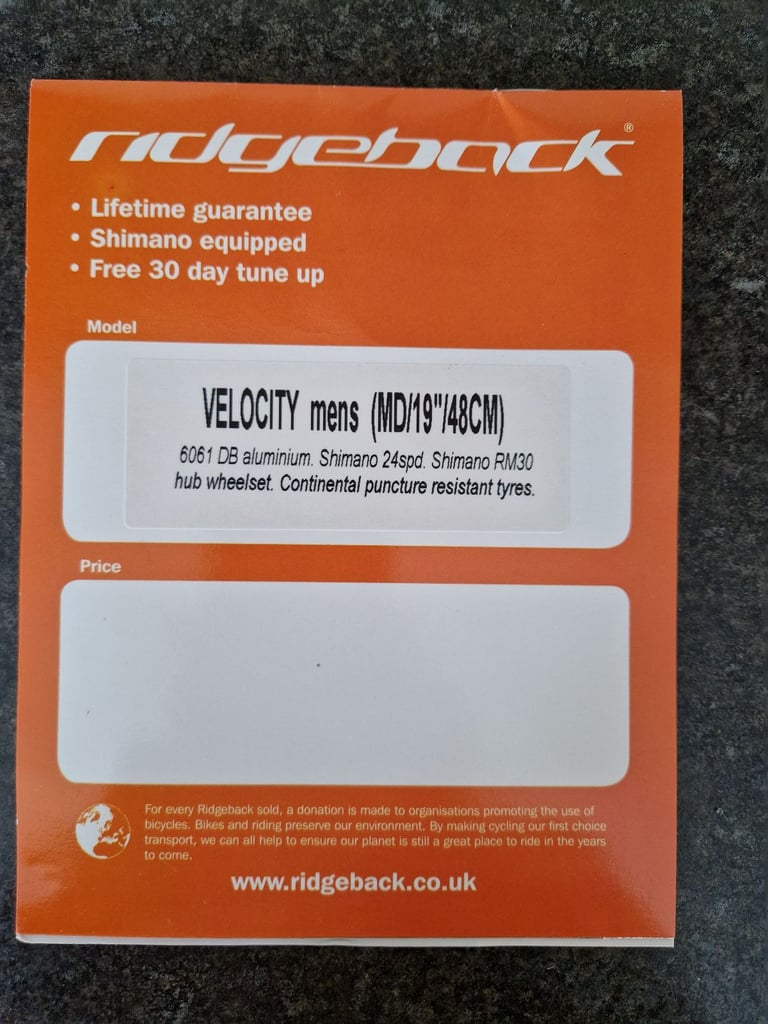 ridgeback®
• Lifetime guarantee
• Shimano equipped
• Free 30 day tune up
Model
VELOCITY mens (MD/19"/48CM)
6061 DB aluminium. Shimano 24spd. Shimano RM30
hub wheelset. Continental puncture resistant tyres.
Price
For every Ridgeback sold, a donation is made to organisations promoting the use of
bicycles. Bikes and riding preserve our environment. By making cycling our first choice
transport, we can all help to ensure our planet is still a great place to ride in the years
to come.
www.ridgeback.co.uk